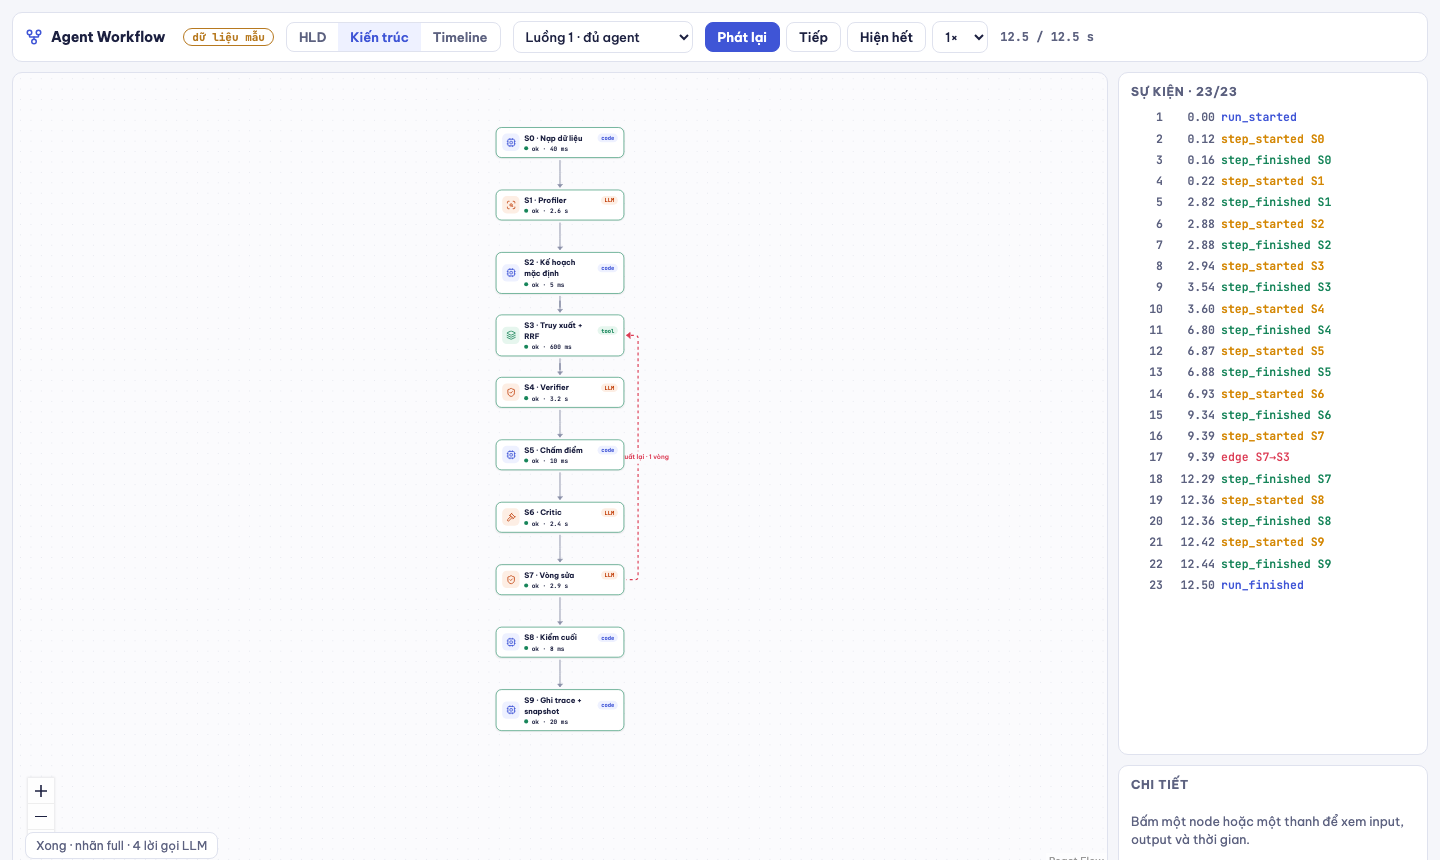 Agent Workflow
dữ liệu mẫu
HLD
Kiến trúc
Timeline
Luồng 1 · đủ agent
Phát lại
Tiếp
Hiện hết
1×
12.5 / 12.5 s
S0 · Nạp dữ liệu
code
ok · 40 ms
S1 · Profiler
LLM
ok · 2.6 s
S2 · Kế hoạch
mặc định
code
ok · 5 ms
S3 · Truy xuất +
RRF
tool
ok · 600 ms
S4 · Verifier
LLM
ok · 3.2 s
S5 · Chấm điểm
code
ok · 10 ms
uất lại · 1 vòng
S6 · Critic
LLM
ok · 2.4 s
S7 · Vòng sửa
LLM
ok · 2.9 s
S8 · Kiểm cuối
code
ok · 8 ms
S9 · Ghi trace +
snapshot
code
ok · 20 ms
+
−
Xong · nhãn full · 4 lời gọi LLM
React Flow
SỰ KIỆN · 23/23
1 0.00 run_started
2 0.12 step_started S0
3 0.16 step_finished S0
4 0.22 step_started S1
5 2.82 step_finished S1
6 2.88 step_started S2
7 2.88 step_finished S2
8 2.94 step_started S3
9 3.54 step_finished S3
10 3.60 step_started S4
11 6.80 step_finished S4
12 6.87 step_started S5
13 6.88 step_finished S5
14 6.93 step_started S6
15 9.34 step_finished S6
16 9.39 step_started S7
17 9.39 edge S7→S3
18 12.29 step_finished S7
19 12.36 step_started S8
20 12.36 step_finished S8
21 12.42 step_started S9
22 12.44 step_finished S9
23 12.50 run_finished
CHI TIẾT
Bấm một node hoặc một thanh để xem input,
output và thời gian.